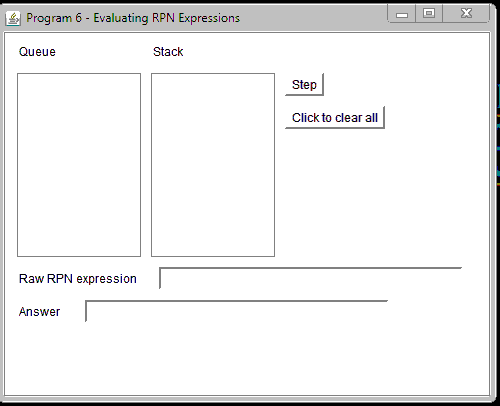 Program 6 - Evaluating RPN Expressions
Queue
Stack
Step
Click to clear all
Raw RPN expression
Answer